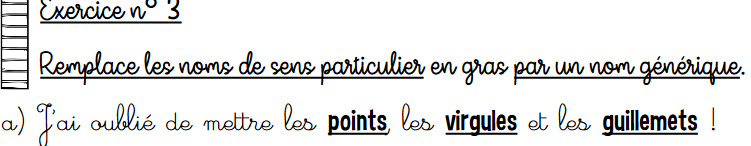 Exercice n° 3
Remplace les noms de sens particulier en gras par un nom générique.
a) J'ai oublié de mettre les points, les virgules et les guillemets !